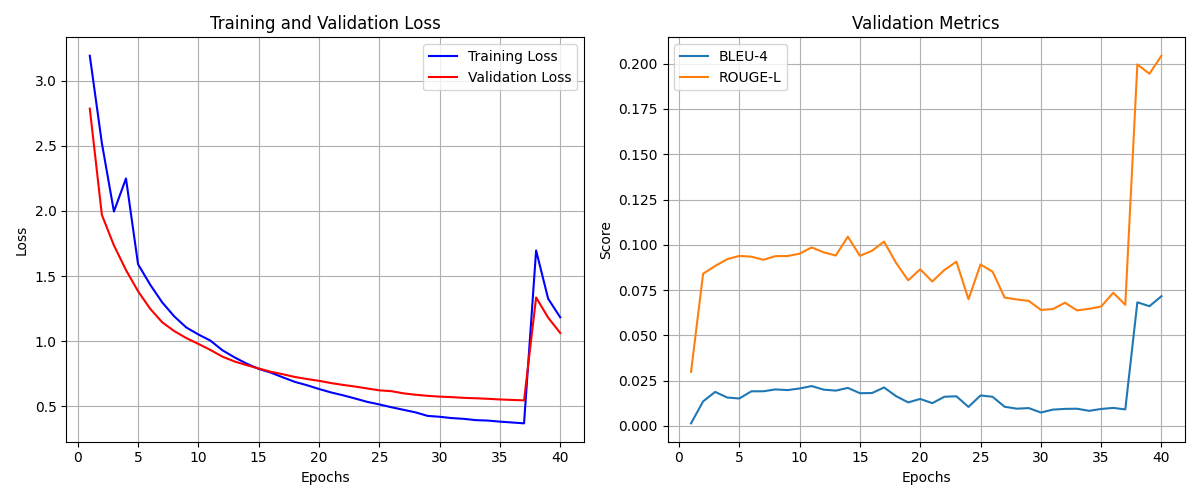 Training and Validation Loss
Training Loss
Validation Loss
Loss
3.0
2.5
2.0
1.5
1.0
0.5
0 5 10 15 20 25 30 35 40
Epochs
Validation Metrics
BLEU-4
ROUGE-L
Score
0.200
0.175
0.150
0.125
0.100
0.075
0.050
0.025
0.000
0 5 10 15 20 25 30 35 40
Epochs